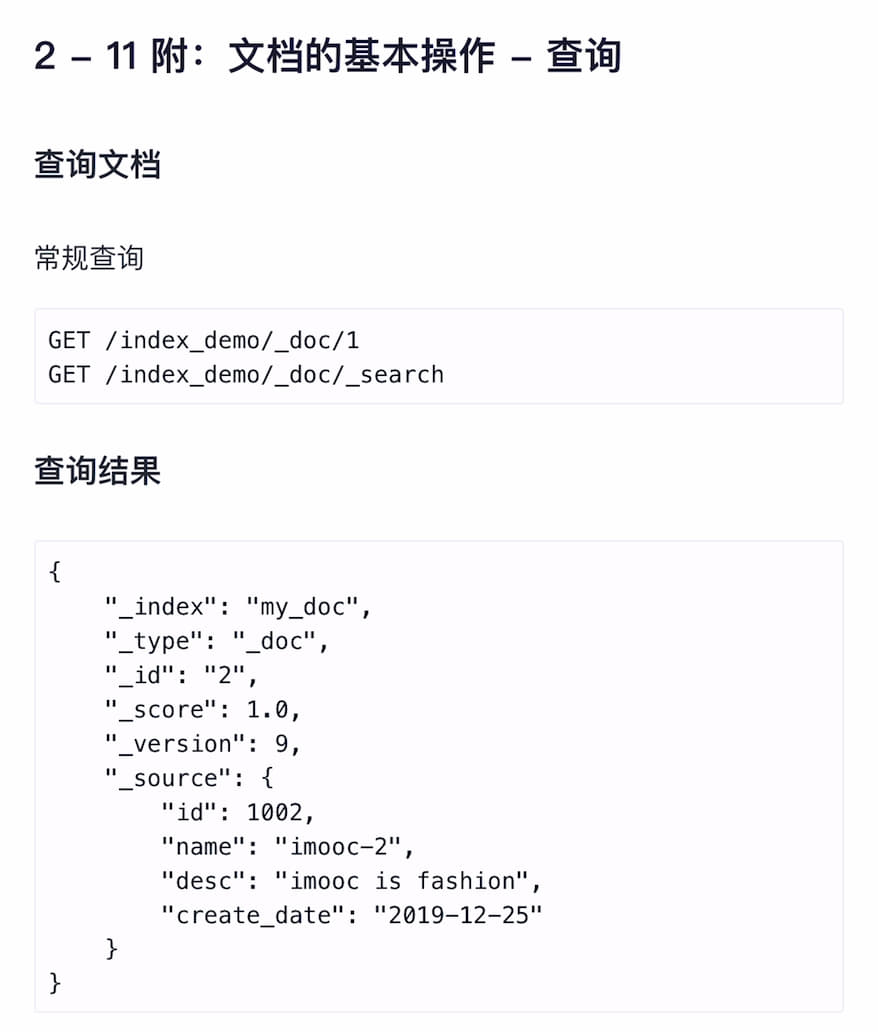 2 – 11 附：文档的基本操作 – 查询
查询文档
常规查询
GET /index_demo/_doc/1
GET /index_demo/_doc/_search
查询结果
{
    "_index": "my_doc",
    "_type": "_doc",
    "_id": "2",
    "_score": 1.0,
    "_version": 9,
    "_source": {
        "id": 1002,
        "name": "imooc-2",
        "desc": "imooc is fashion",
        "create_date": "2019-12-25"
    }
}